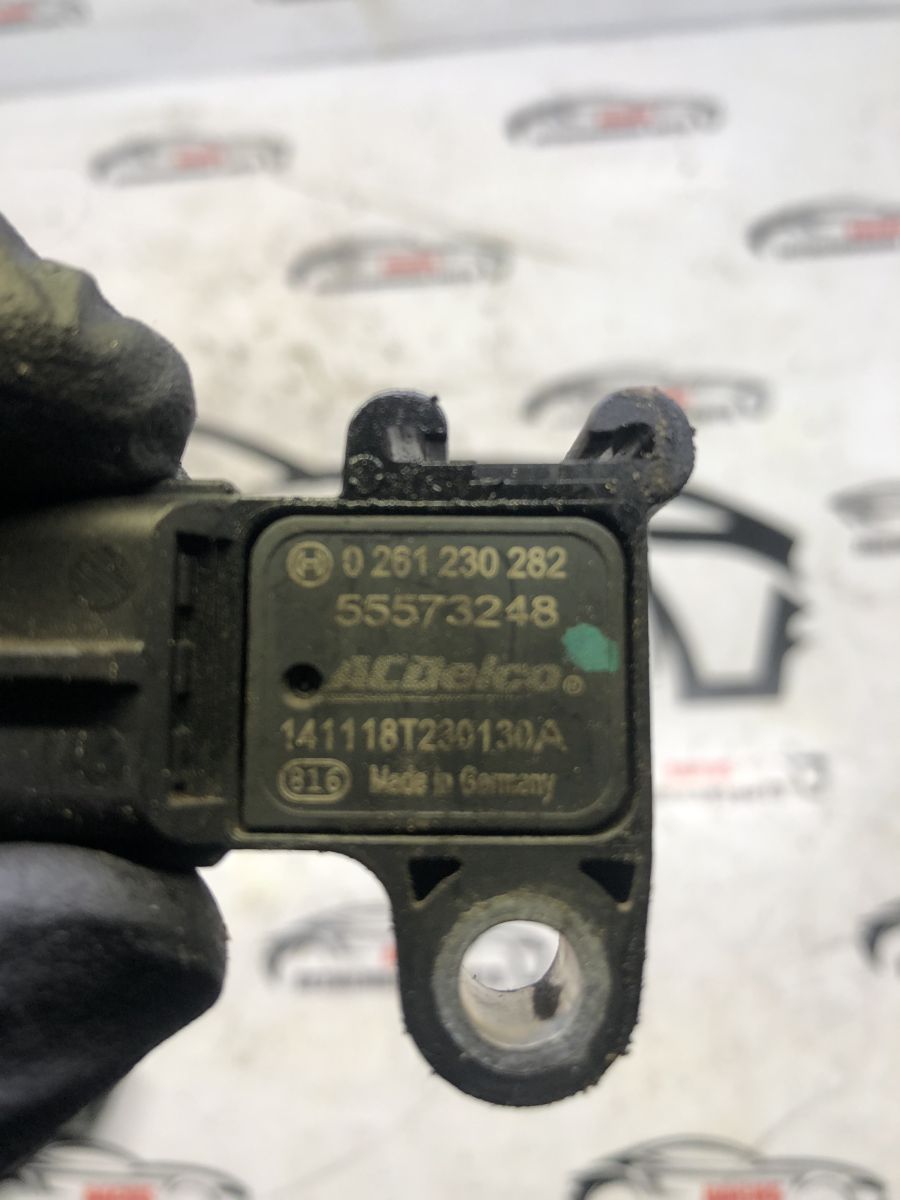 0 261 230 282
55573248
ACDelco
141118T230130A
816 Made in Germany